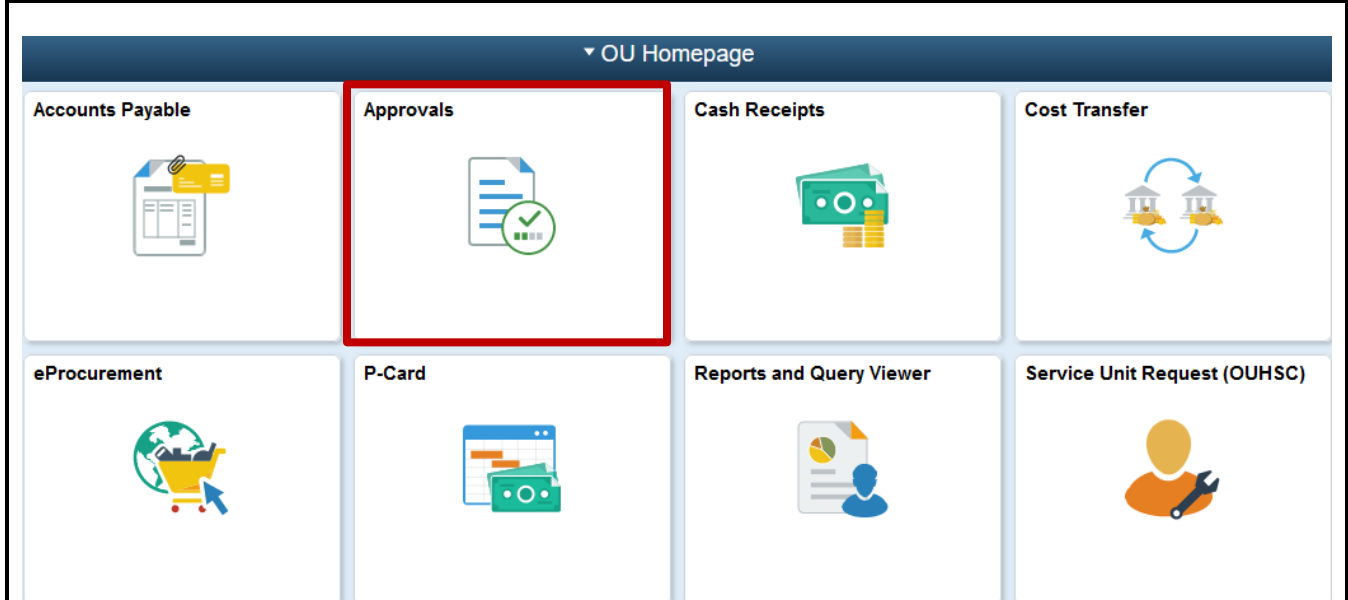 OU Homepage
Accounts Payable
Approvals
Cash Receipts
Cost Transfer
eProcurement
P-Card
Reports and Query Viewer
Service Unit Request (OUHSC)